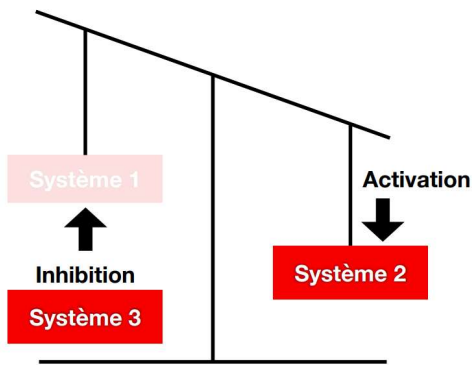 Système 1
Activation
Inhibition
Système 2
Système 3